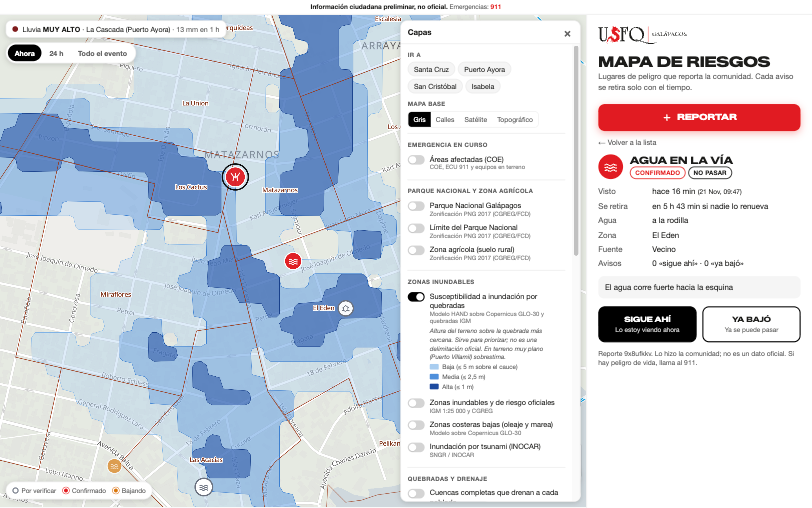 Información ciudadana preliminar, no oficial. Emergencias: 911
Lluvia MUY ALTO · La Cascada (Puerto Ayora) · 13 mm en 1 h
Ahora
24 h
Todo el evento
ARRAYA
La Unión
MATAZARNOS
Los Cactus
Matazarnos
Miraflores
El Eden
Las Acacias
Pelikan
Por verificar
Confirmado
Bajando
Capas
×
IR A
Santa Cruz
Puerto Ayora
San Cristóbal
Isabela
MAPA BASE
Gris
Calles
Satélite
Topográfico
EMERGENCIA EN CURSO
Áreas afectadas (COE)
COE, ECU 911 y equipos en terreno
PARQUE NACIONAL Y ZONA AGRÍCOLA
Parque Nacional Galápagos
Zonificación PNG 2017 (CGREG/FCD)
Límite del Parque Nacional
Zonificación PNG 2017 (CGREG/FCD)
Zona agrícola (suelo rural)
Zonificación PNG 2017 (CGREG/FCD)
ZONAS INUNDABLES
Susceptibilidad a inundación por
quebradas
Modelo HAND sobre Copernicus GLO-30 y
quebradas IGM
Altura del terreno sobre la quebrada más
cercana. Sirve para priorizar; no es una
delimitación oficial. En terreno muy plano
(Puerto Villamil) sobrestima.
Baja (≤ 5 m sobre el cauce)
Media (≤ 2,5 m)
Alta (≤ 1 m)
Zonas inundables y de riesgo oficiales
IGM 1:25 000 y CGREG
Zonas costeras bajas (oleaje y marea)
Modelo sobre Copernicus GLO-30
Inundación por tsunami (INOCAR)
SNGR / INOCAR
QUEBRADAS Y DRENAJE
Cuencas completas que drenan a cada
USFQ
GALÁPAGOS
MAPA DE RIESGOS
Lugares de peligro que reporta la comunidad. Cada aviso
se retira solo con el tiempo.
+ REPORTAR
← Volver a la lista
AGUA EN LA VÍA
CONFIRMADO
NO PASAR
Visto hace 16 min (21 Nov, 09:47)
Se retira en 5 h 43 min si nadie lo renueva
Agua a la rodilla
Zona El Eden
Fuente Vecino
Avisos 0 «sigue ahí» · 0 «ya bajó»
El agua corre fuerte hacia la esquina
SIGUE AHÍ
Lo estoy viendo ahora
YA BAJÓ
Ya se puede pasar
Reporte 9x8ufkkv. Lo hizo la comunidad; no es un dato oficial. Si
hay peligro de vida, llama al 911.